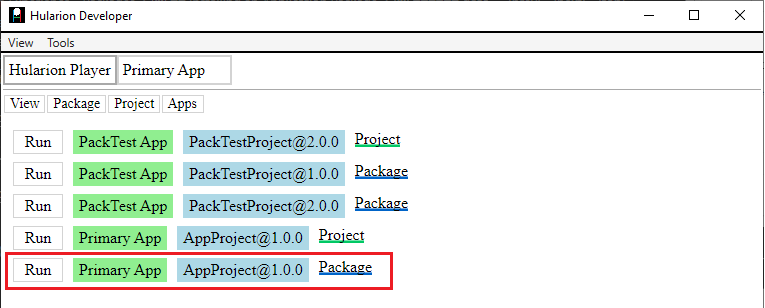 Hularion Developer
View Tools
Hularion Player Primary App
View Package Project Apps
Run PackTest App PackTestProject@2.0.0 Project
Run PackTest App PackTestProject@1.0.0 Package
Run PackTest App PackTestProject@2.0.0 Package
Run Primary App AppProject@1.0.0 Project
Run Primary App AppProject@1.0.0 Package